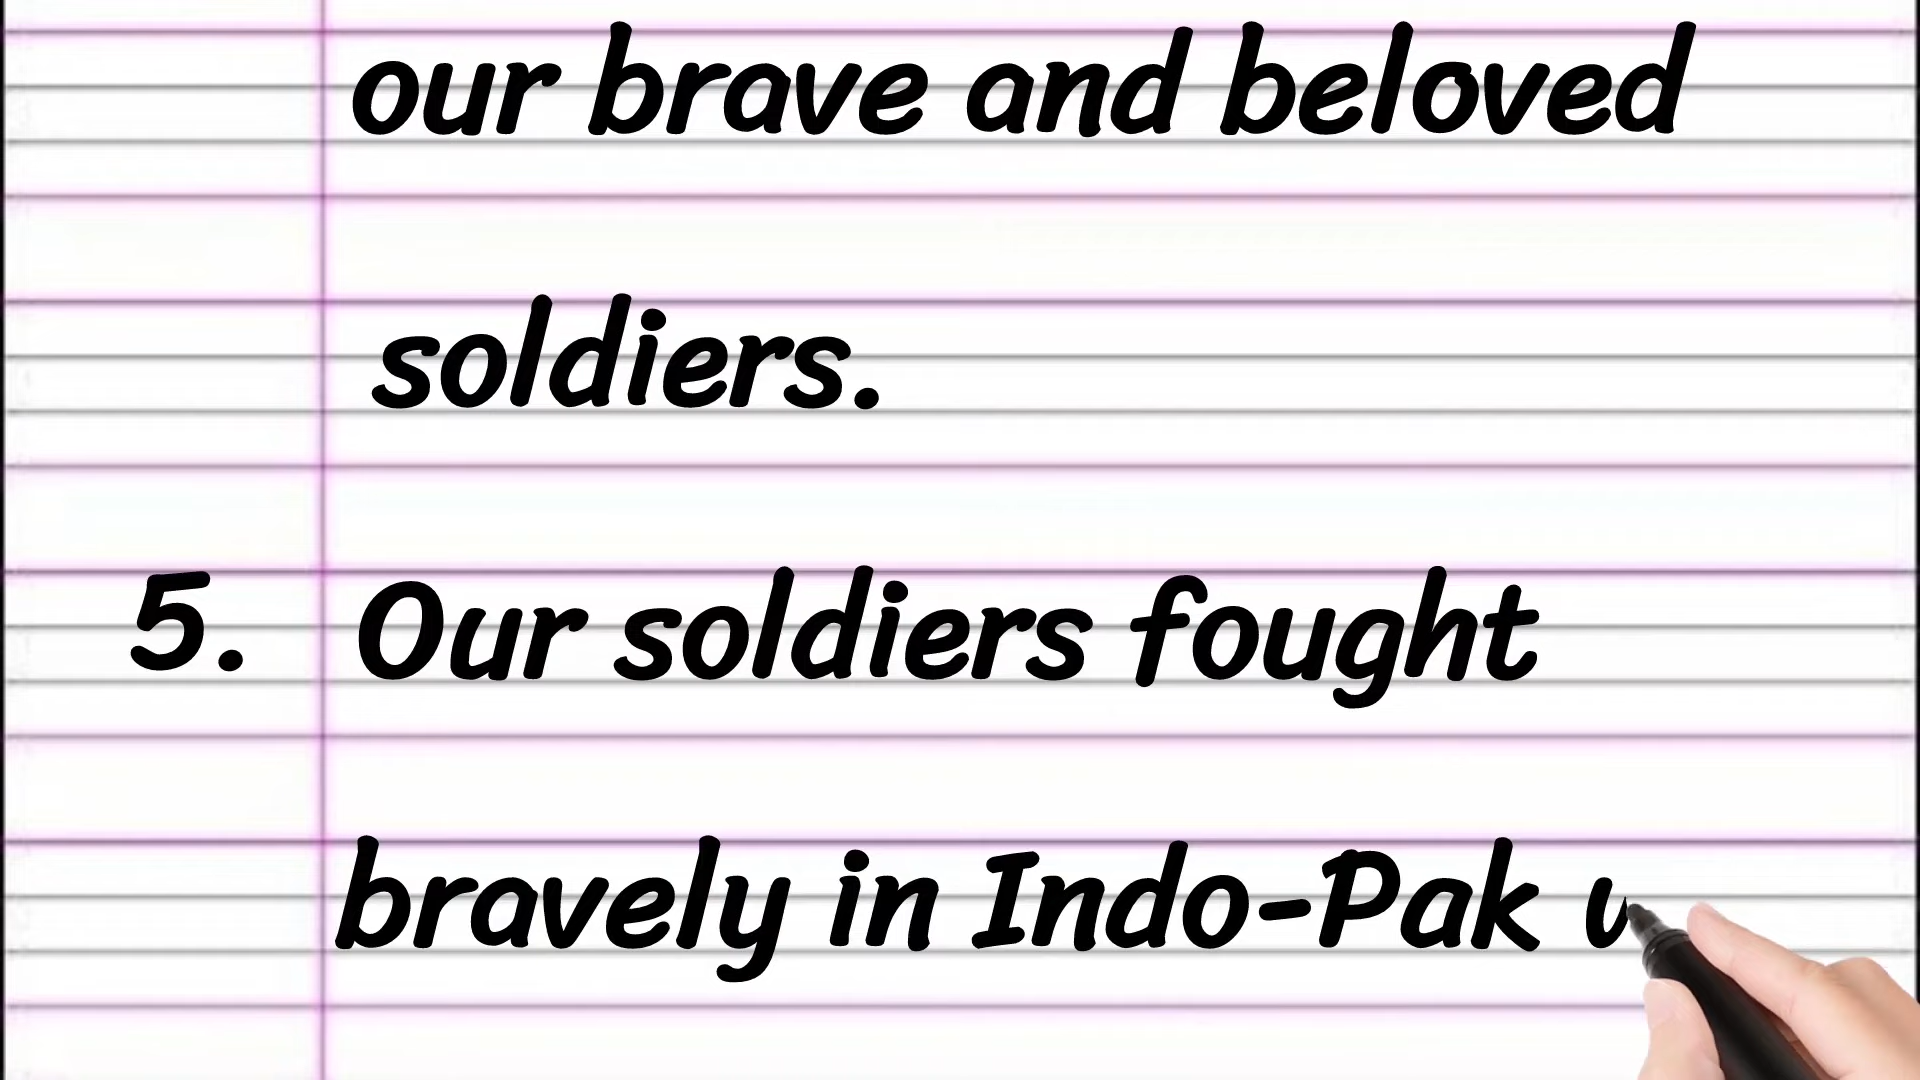 our brave and beloved
soldiers.
5. Our soldiers fought
bravely in Indo-Pak